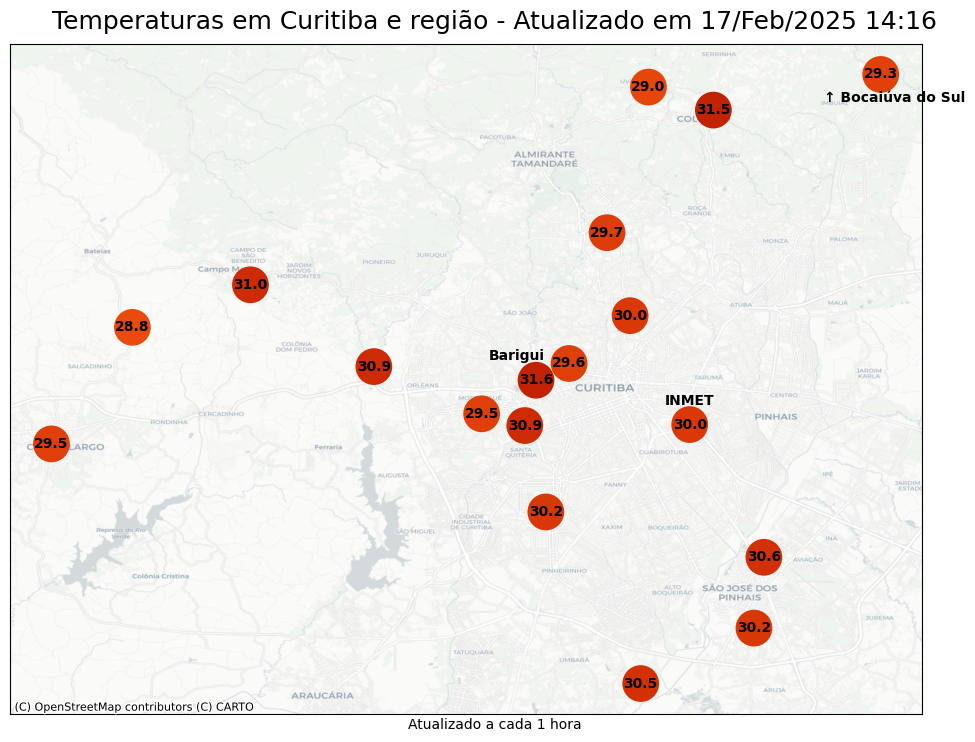 Temperaturas em Curitiba e região - Atualizado em 17/Feb/2025 14:16
SERRINHA
29.3
29.0
↑ Bocaiúva do Sul
31.5
PACOTUBA
ALMIRANTE
TAMANDARÉ
EMBU
ROÇA
GRANDE
29.7
MONZA
PALOMA
Bateias
CAMPO DE
SÃO
BENEDITO
JURUQUI
PIONEIRO
JARDIM
NOVOS
HORIZONTES
Campo
31.0
MAUÁ
ATUBA
SÃO JOÃO
30.0
28.8
COLÔNIA
DOM PEDRO
Barigui
29.6
SALGADINHO
30.9
JARDIM
KARLA
TARUMÃ
31.6
ORLEANS
CURITIBA
CENTRO
INMET
29.5
CERCADINHO
RONDINHA
30.9
30.0
PINHAIS
29.5
LARGO
Ferraria
SANTA
QUITÉRIA
GUABIROTUBA
AUGUSTA
IPÊ
FANNY
JARDIM
ESTADO
30.2
CIDADE
INDUSTRIAL
DE CURITIBA
SÃO MIGUEL
XAXIM
BOQUEIRÃO
Represa do Rio
Verde
INÁ
30.6
AVIAÇÃO
PINHEIRINHO
Colônia Cristina
ALTO
BOQUEIRÃO
SÃO JOSÉ DOS
PINHAIS
JUREMA
30.2
TATUQUARA
UMBARÁ
30.5
ARUJÁ
ARAUCÁRIA
(C) OpenStreetMap contributors (C) CARTO
Atualizado a cada 1 hora